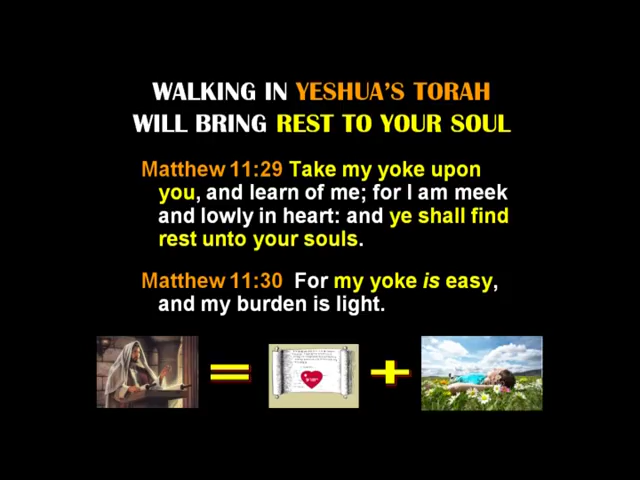 WALKING IN YESHUA'S TORAH
WILL BRING REST TO YOUR SOUL
Matthew 11:29 Take my yoke upon
you, and learn of me; for I am meek
and lowly in heart: and ye shall find
rest unto your souls.
Matthew 11:30 For my yoke is easy,
and my burden is light.
= +